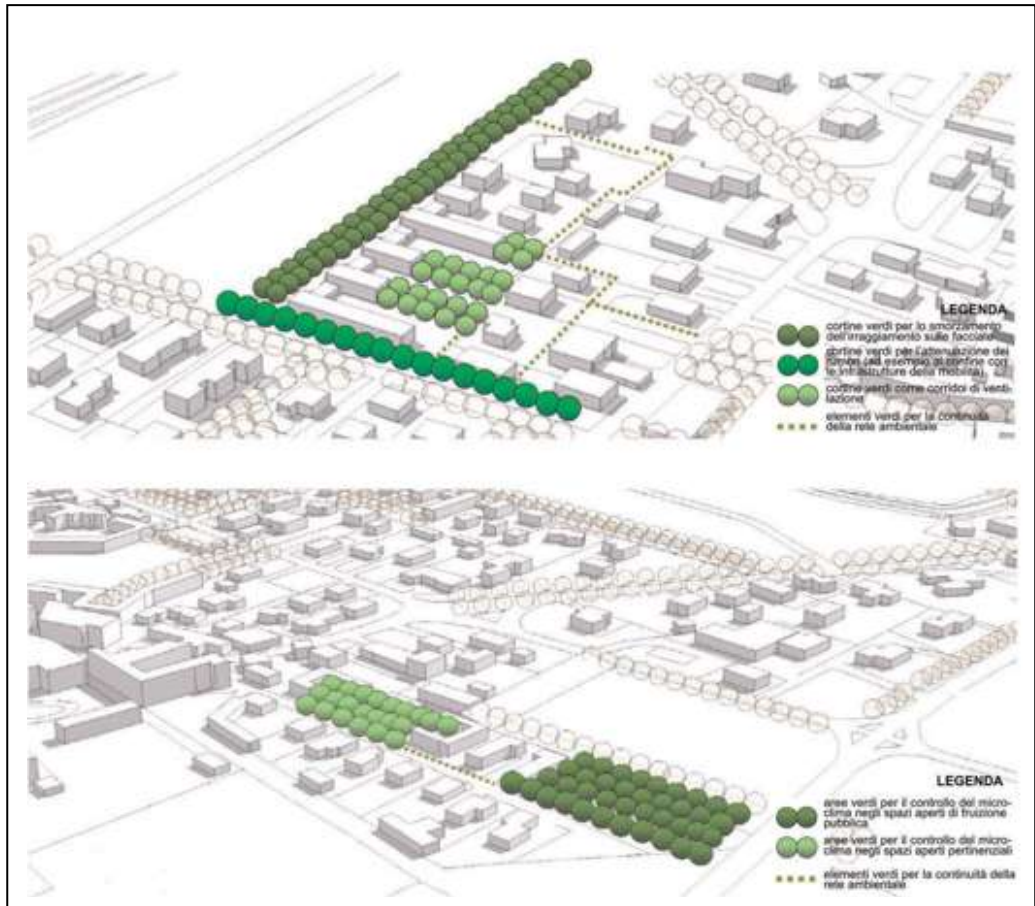 LEGENDA
cortine verdi per lo smorzamento
dell'irraggiamento sulle facciate
cortine verdi per l'attenuazione dei
rumori (ad esempio al confine con
le infrastrutture della mobilità)
cortine verdi come corridoi di venti-
lazione
elementi verdi per la continuità
della rete ambientale
LEGENDA
aree verdi per il controllo del micro-
clima negli spazi aperti di fruizione
pubblica
aree verdi per il controllo del micro-
clima negli spazi aperti pertinenziali
elementi verdi per la continuità della
rete ambientale